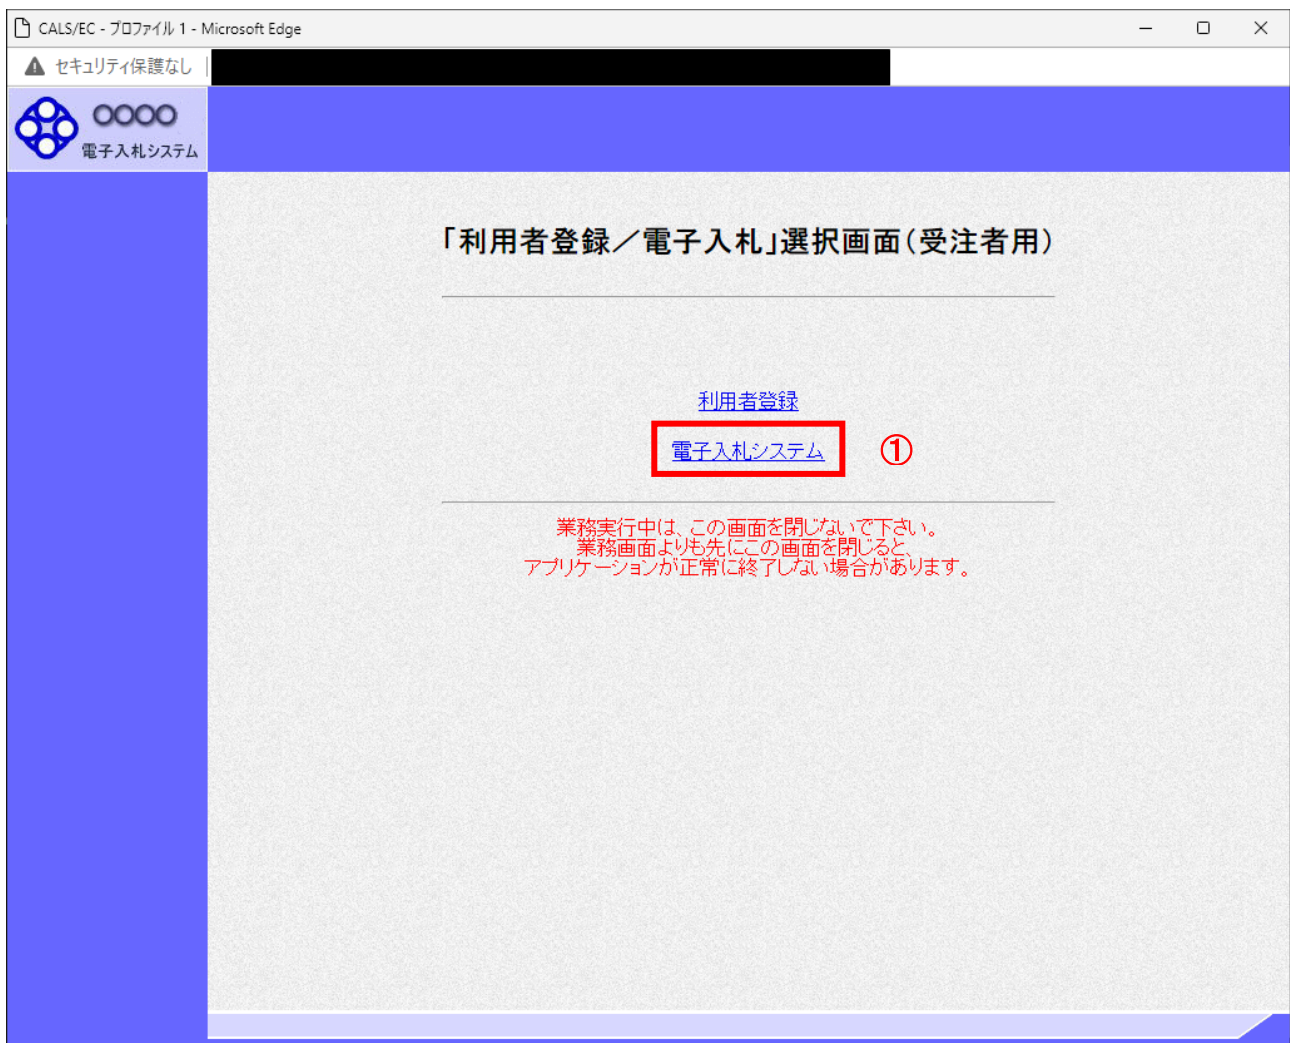 CALS/EC - プロファイル 1 - Microsoft Edge
セキュリティ保護なし
○○○○
電子入札システム
「利用者登録／電子入札」選択画面(受注者用)
利用者登録
電子入札システム ①
業務実行中は、この画面を閉じないで下さい。
業務画面よりも先にこの画面を閉じると、
アプリケーションが正常に終了しない場合があります。